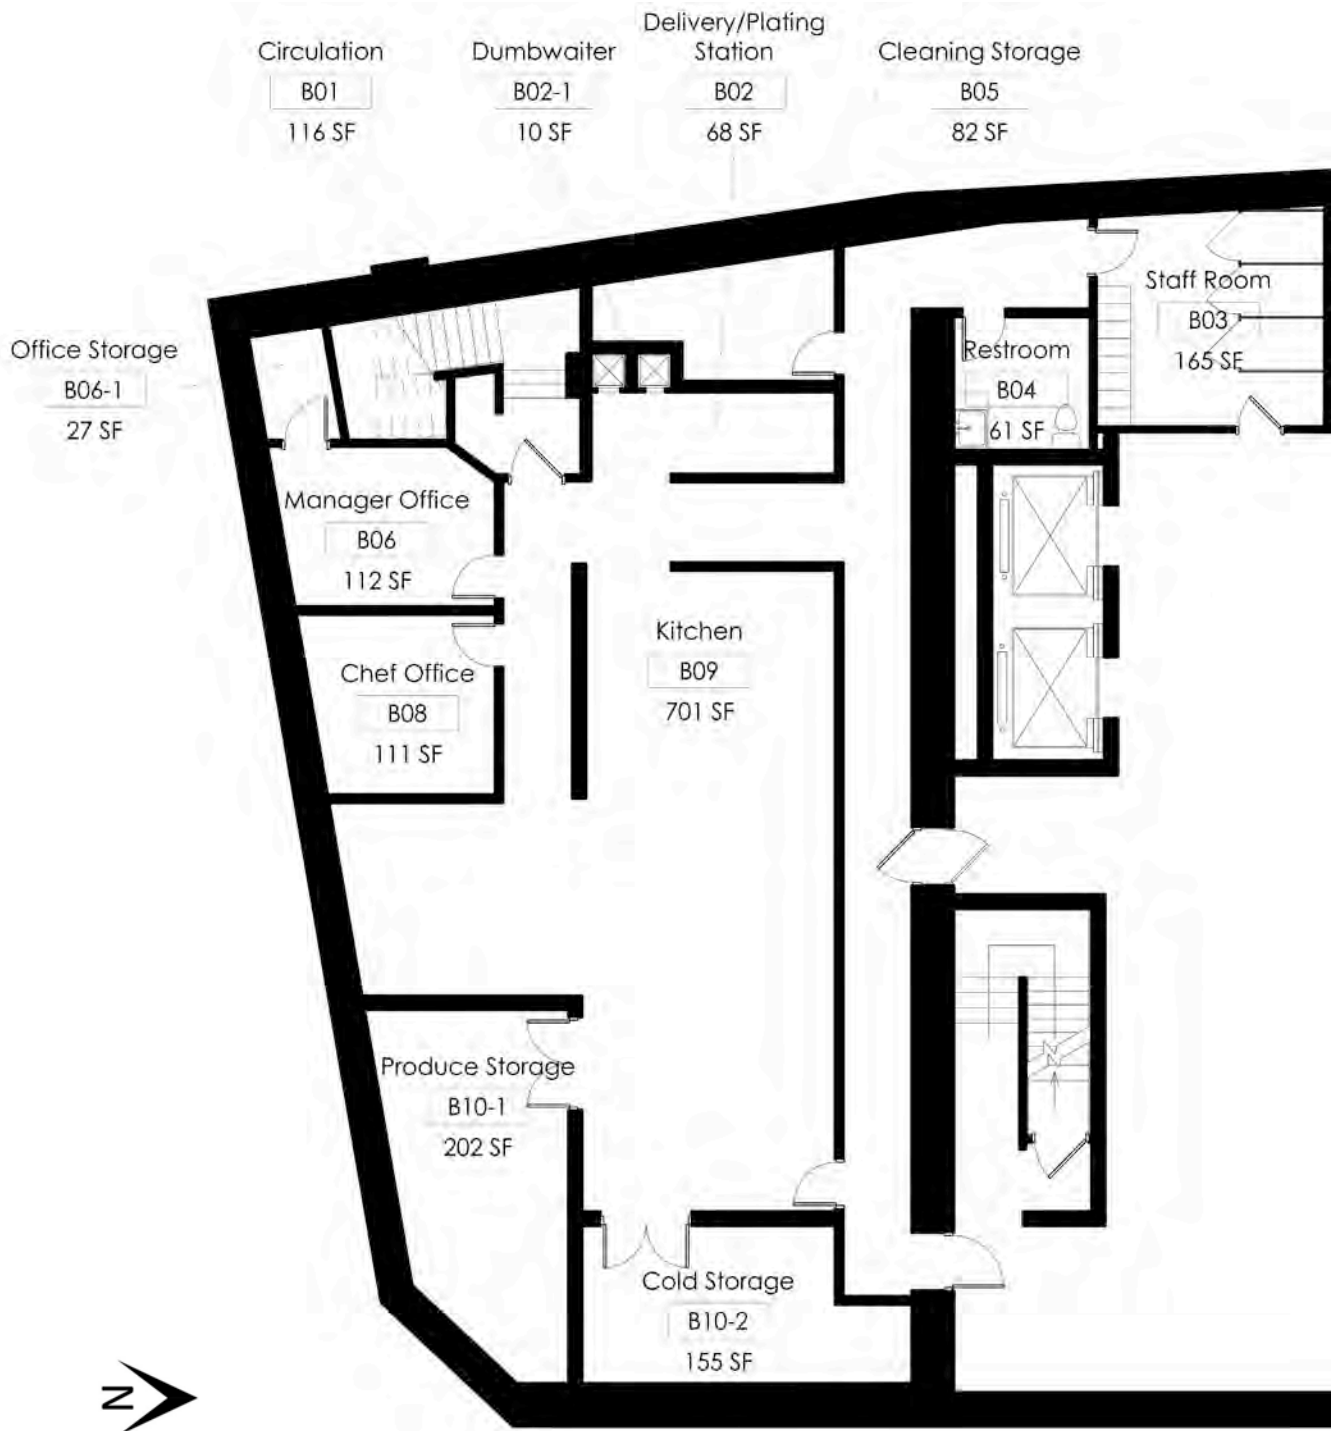 Circulation
B01
116 SF
Dumbwaiter
B02-1
10 SF
Delivery/Plating
Station
B02
68 SF
Cleaning Storage
B05
82 SF
Office Storage
B06-1
27 SF
Staff Room
B03
165 SF
Restroom
B04
61 SF
Manager Office
B06
112 SF
Chef Office
B08
111 SF
Kitchen
B09
701 SF
Produce Storage
B10-1
202 SF
Cold Storage
B10-2
155 SF
N